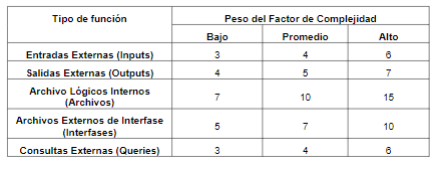 Tipo de función Peso del Factor de Complejidad
Bajo Promedio Alto
Entradas Externas (Inputs) 3 4 6
Salidas Externas (Outputs) 4 5 7
Archivo Lógicos Internos
(Archivos) 7 10 15
Archivos Externos de Interfase
(Interfases) 5 7 10
Consultas Externas (Queries) 3 4 6